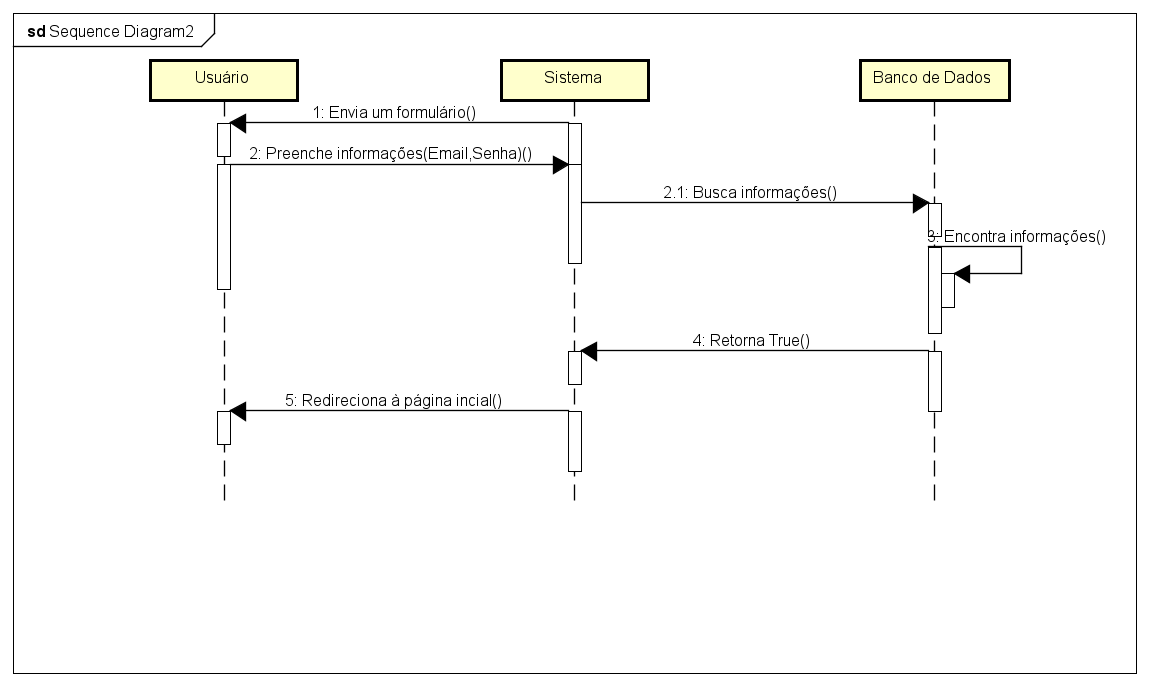 sd Sequence Diagram2
Usuário
Sistema
Banco de Dados
1: Envia um formulário()
2: Preenche informações(Email,Senha)()
2.1: Busca informações()
3: Encontra informações()
4: Retorna True()
5: Redireciona à página incial()